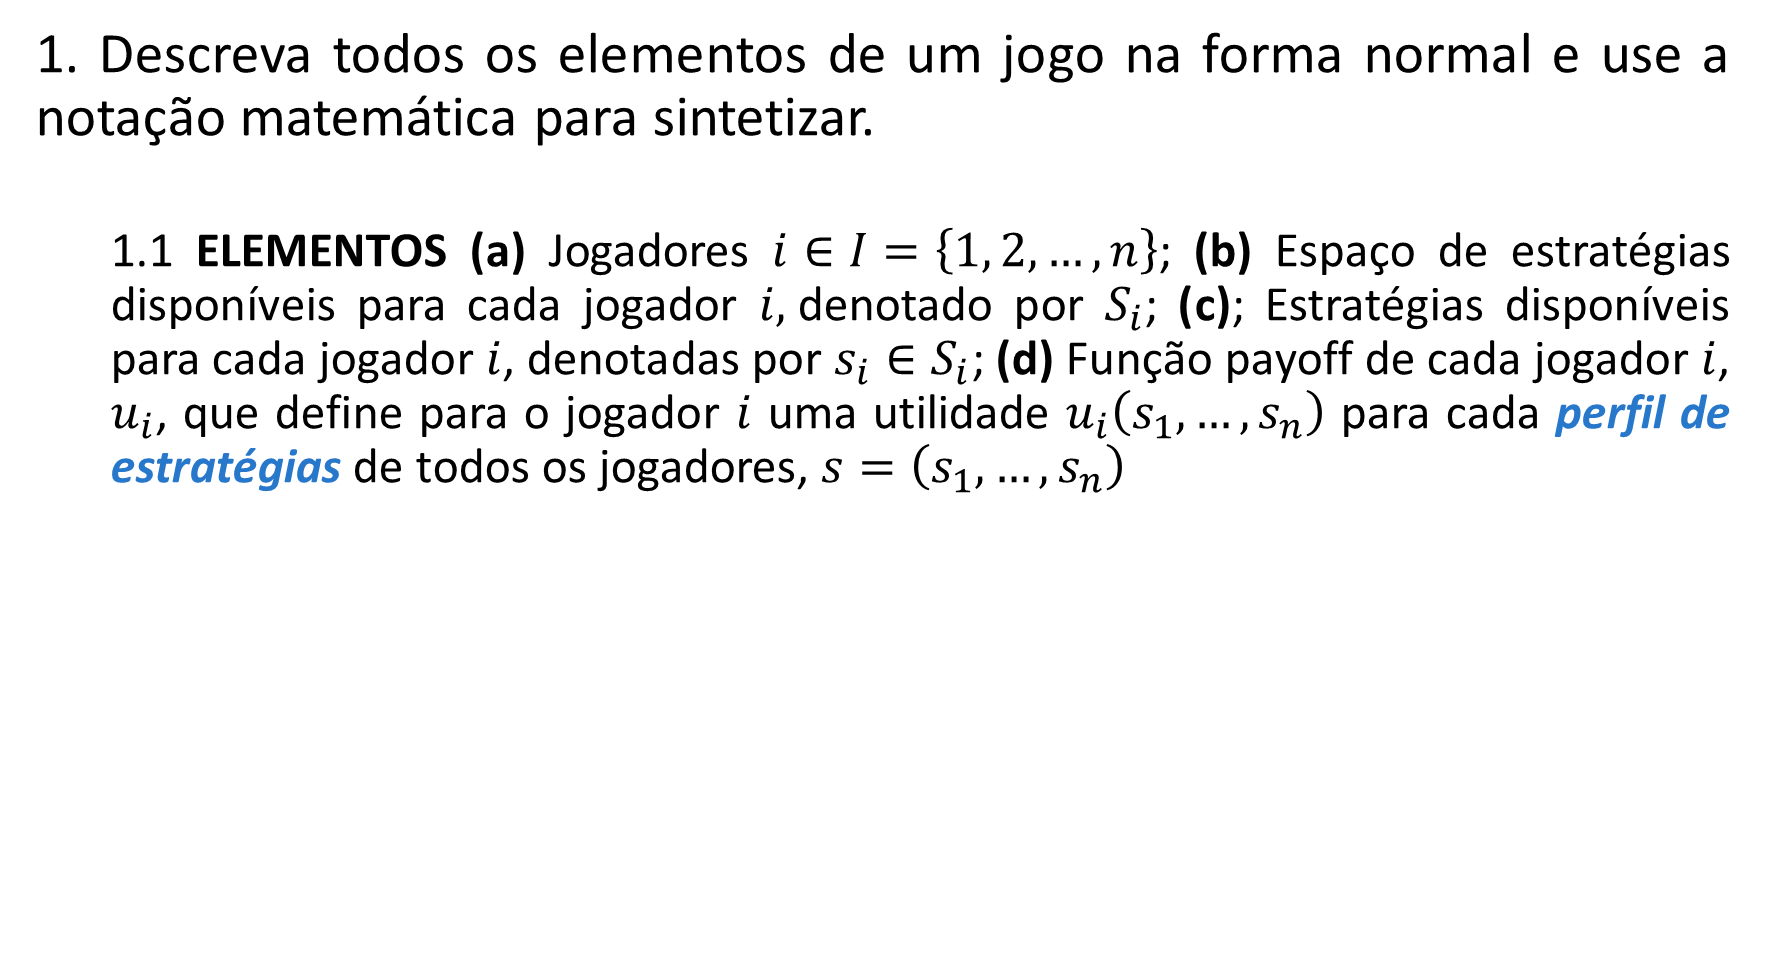 1. Descreva todos os elementos de um jogo na forma normal e use a
notação matemática para sintetizar.
1.1 ELEMENTOS (a) Jogadores 𝑖 ∈ 𝐼 = {1, 2, … , 𝑛}; (b) Espaço de estratégias
disponíveis para cada jogador 𝑖, denotado por 𝑆ᵢ; (c); Estratégias disponíveis
para cada jogador 𝑖, denotadas por 𝑠ᵢ ∈ 𝑆ᵢ; (d) Função payoff de cada jogador 𝑖,
𝑢ᵢ, que define para o jogador 𝑖 uma utilidade 𝑢ᵢ(𝑠₁, … , 𝑠ₙ) para cada perfil de
estratégias de todos os jogadores, 𝑠 = (𝑠₁, … , 𝑠ₙ)